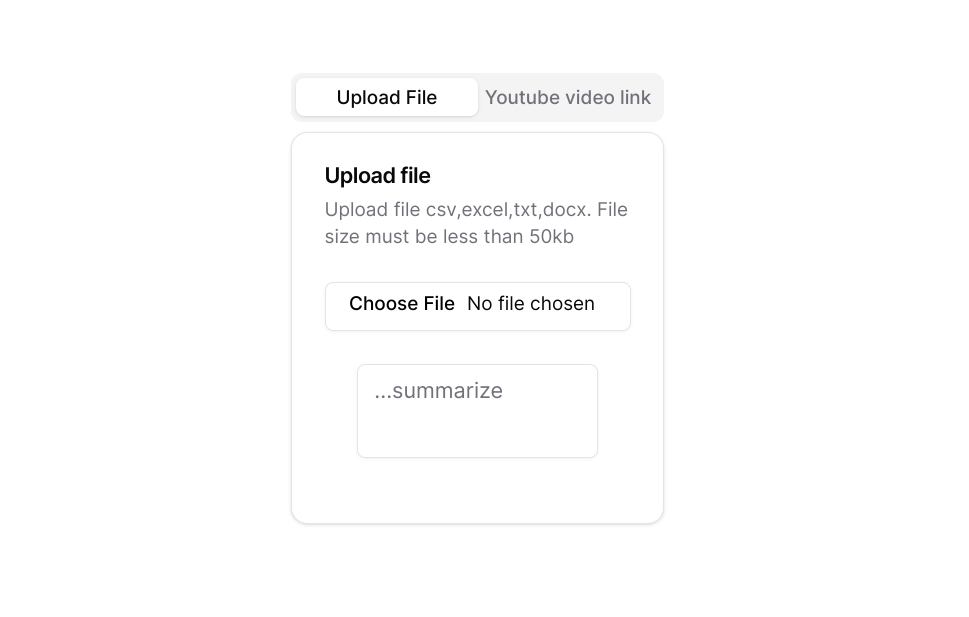 Upload File
Youtube video link
Upload file
Upload file csv,excel,txt,docx. File
size must be less than 50kb
Choose File No file chosen
...summarize